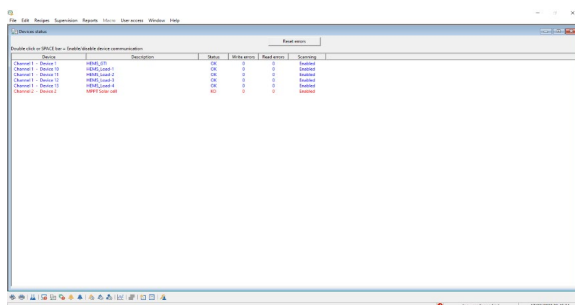 File Edit Recipes Supervision Reports Macro User access Window Help
Devices status
Reset errors
Double click or SPACE bar = Enable/disable device communication
Device Description Status Write errors Read errors Scanning
Channel 1 - Device 1 HEMS_UTI OK 0 0 Enabled
Channel 1 - Device 10 HEMS_Load-1 OK 0 0 Enabled
Channel 1 - Device 11 HEMS_Load-2 OK 0 0 Enabled
Channel 1 - Device 12 HEMS_Load-3 OK 0 0 Enabled
Channel 1 - Device 13 HEMS_Load-4 OK 0 0 Enabled
Channel 2 - Device 2 MPPT-Solar cell KO 0 0 Enabled